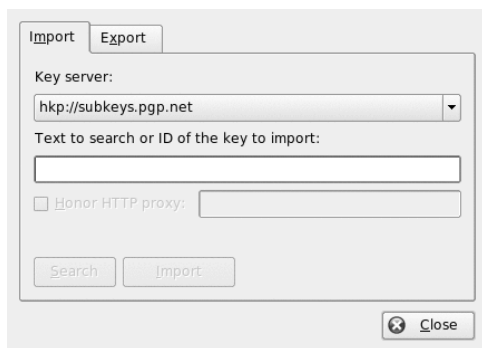 Import Export
Key server:
hkp://subkeys.pgp.net
Text to search or ID of the key to import:
Honor HTTP proxy:
Search Import
Close